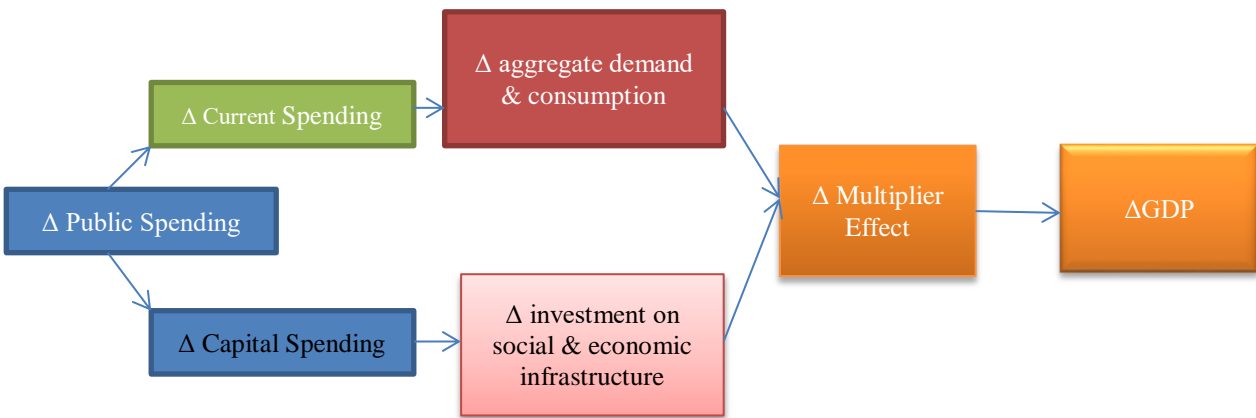 Δ aggregate demand
& consumption
Δ Current Spending
Δ Public Spending
Δ Multiplier
Effect
ΔGDP
Δ Capital Spending
Δ investment on
social & economic
infrastructure